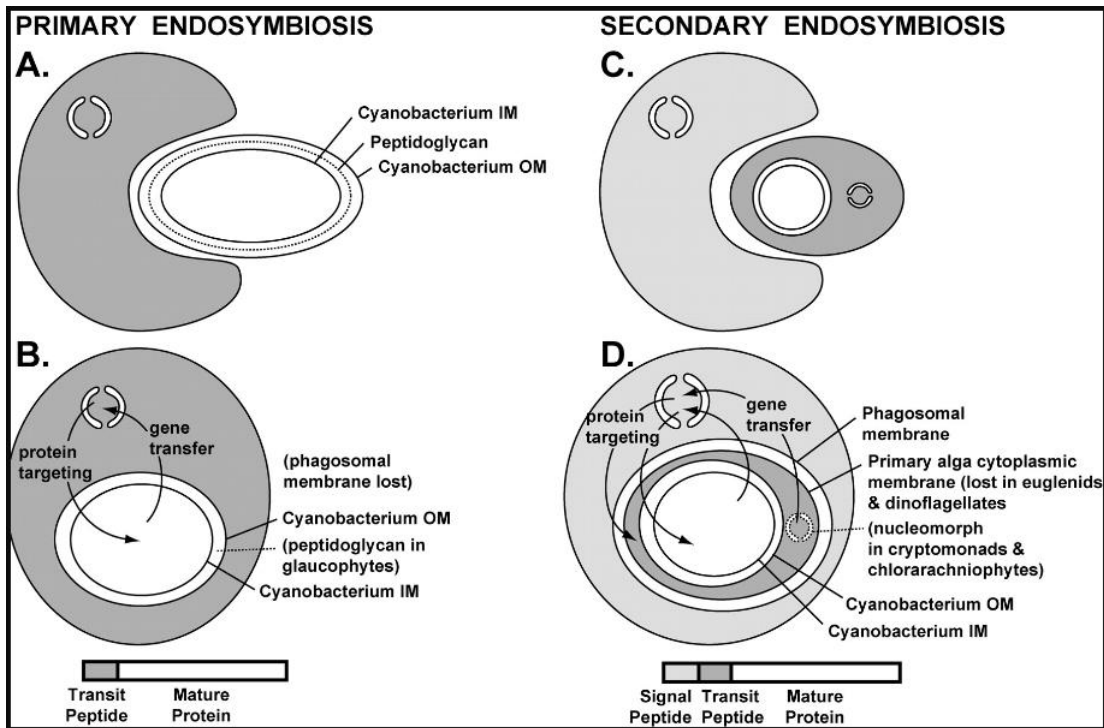 PRIMARY ENDOSYMBIOSIS
A.
Cyanobacterium IM
Peptidoglycan
Cyanobacterium OM
B.
protein
targeting
gene
transfer
(phagosomal
membrane lost)
Cyanobacterium OM
(peptidoglycan in
glaucophytes)
Cyanobacterium IM
Transit
Peptide
Mature
Protein
SECONDARY ENDOSYMBIOSIS
C.
D.
protein
targeting
gene
transfer
Phagosomal
membrane
Primary alga cytoplasmic
membrane (lost in euglenids
& dinoflagellates
(nucleomorph
in cryptomonads &
chlorarachniophytes)
Cyanobacterium OM
Cyanobacterium IM
Signal
Peptide
Transit
Peptide
Mature
Protein